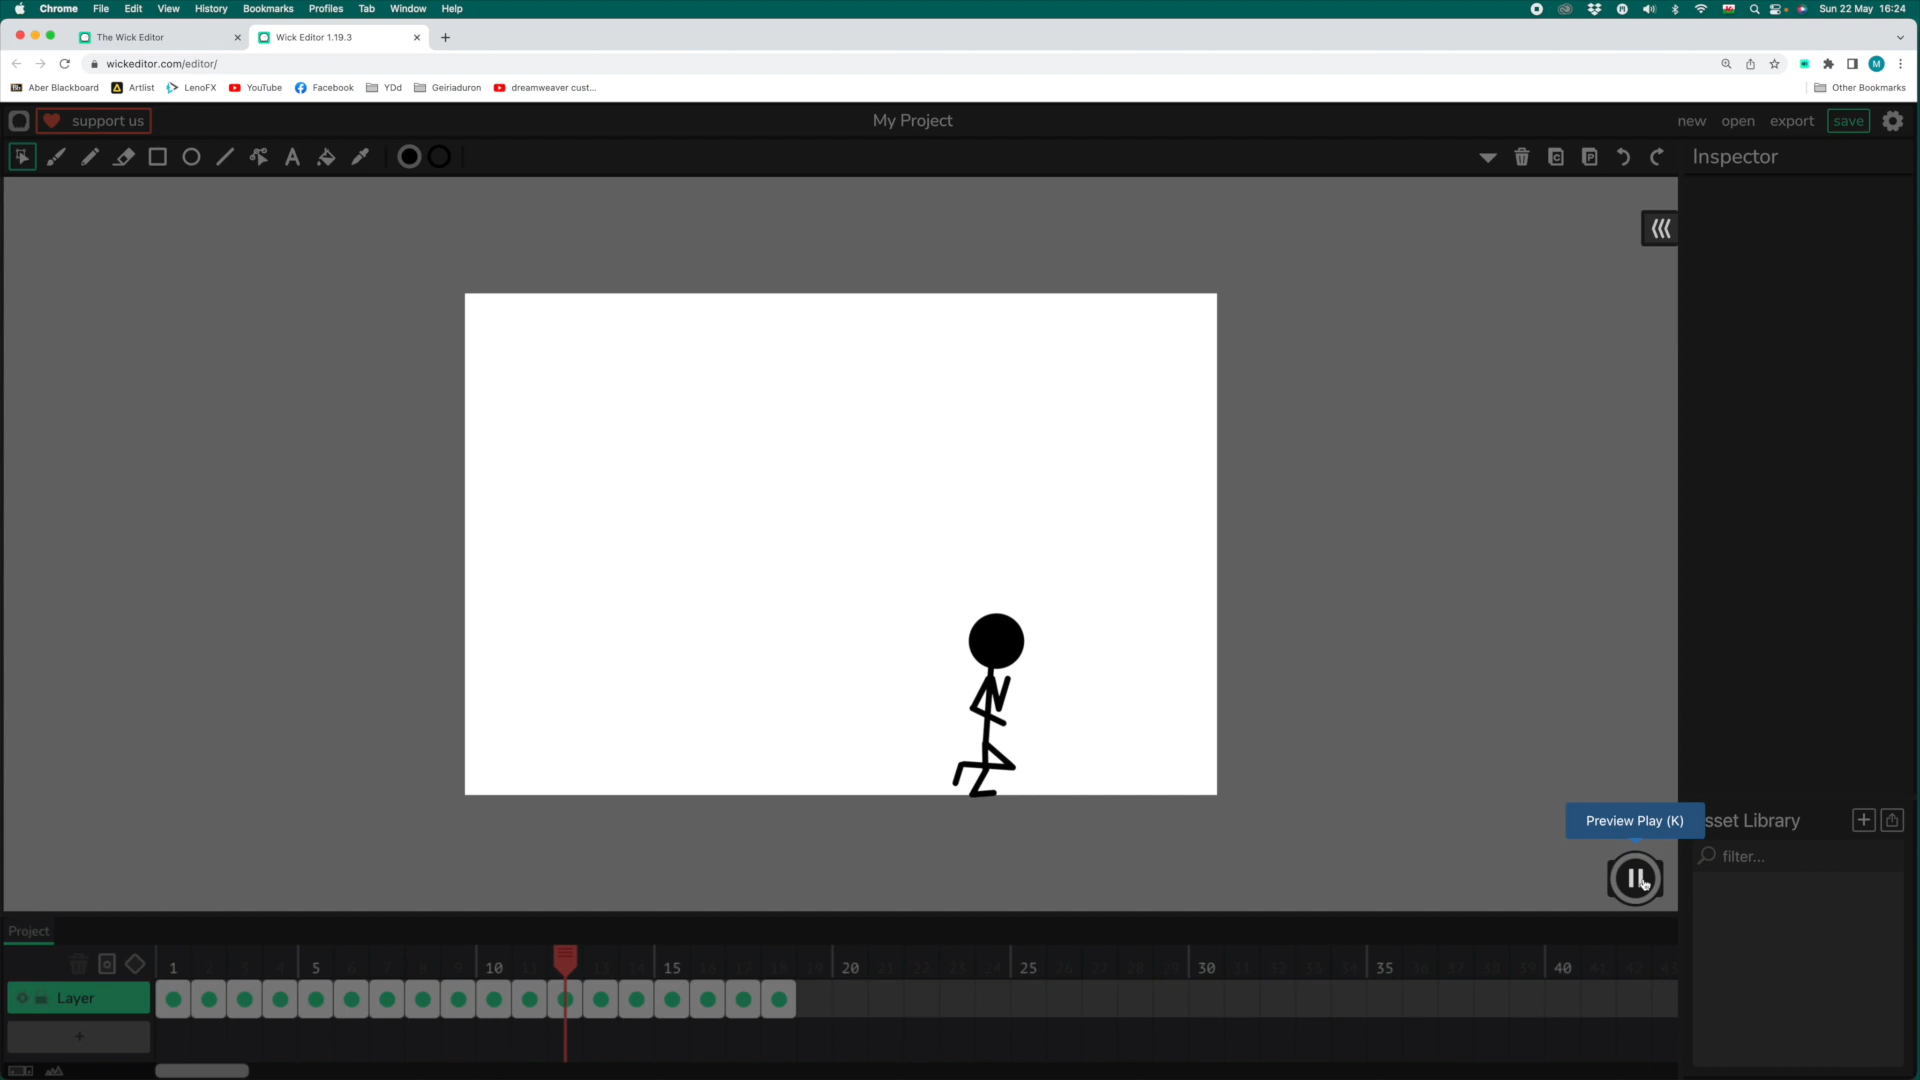 Chrome File Edit View History Bookmarks Profiles Tab Window Help Sun 22 May 16:24
The Wick Editor Wick Editor 1.19.3
wickeditor.com/editor/
Aber Blackboard Artlist LenoFX YouTube Facebook YDd Geiriaduron dreamweaver cust... Other Bookmarks
support us My Project new open export save
Inspector
Preview Play (K) sset Library
filter...
Project
1 5 10 15 20 25 30 35 40
Layer